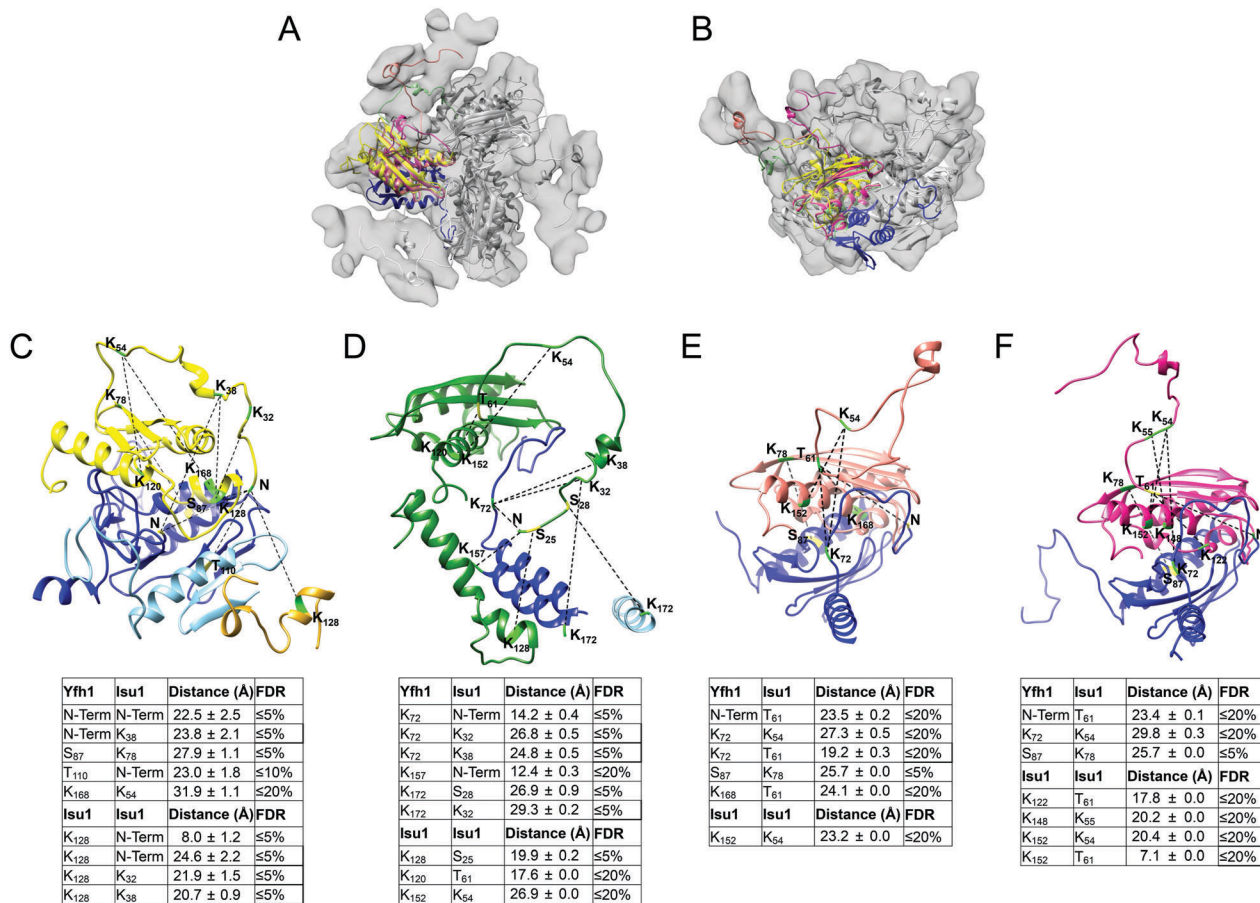 A
B
C
K54
K78
K38
K32
K120
K168
S87
N
N
K128
T110
K128
D
K54
T61
K120
K152
K38
K32
K72
S28
N
S25
K157
K172
K128
K172
E
K54
K78
T61
K152
K168
N
S87
K72
F
K54
K55
K78
T61
K152
K148
N
K122
K72
S87
Yfh1 Isu1 Distance (Å) FDR
N-Term N-Term 22.5 ± 2.5 ≤5%
N-Term K38 23.8 ± 2.1 ≤5%
S87 K78 27.9 ± 1.1 ≤5%
T110 N-Term 23.0 ± 1.8 ≤10%
K168 K54 31.9 ± 1.1 ≤20%
Isu1 Isu1 Distance (Å) FDR
K128 N-Term 8.0 ± 1.2 ≤5%
K128 N-Term 24.6 ± 2.2 ≤5%
K128 K32 21.9 ± 1.5 ≤5%
K128 K38 20.7 ± 0.9 ≤5%
Yfh1 Isu1 Distance (Å) FDR
K72 N-Term 14.2 ± 0.4 ≤5%
K72 K32 26.8 ± 0.5 ≤5%
K72 K38 24.8 ± 0.5 ≤5%
K157 N-Term 12.4 ± 0.3 ≤20%
K172 S28 26.9 ± 0.9 ≤5%
K172 K32 29.3 ± 0.2 ≤5%
Isu1 Isu1 Distance (Å) FDR
K128 S25 19.9 ± 0.2 ≤5%
K120 T61 17.6 ± 0.0 ≤20%
K152 K54 26.9 ± 0.0 ≤20%
Yfh1 Isu1 Distance (Å) FDR
N-Term T61 23.5 ± 0.2 ≤20%
K72 K54 27.3 ± 0.5 ≤20%
K72 T61 19.2 ± 0.3 ≤20%
S87 K78 25.7 ± 0.0 ≤5%
K168 T61 24.1 ± 0.0 ≤20%
Isu1 Isu1 Distance (Å) FDR
K152 K54 23.2 ± 0.0 ≤20%
Yfh1 Isu1 Distance (Å) FDR
N-Term T61 23.4 ± 0.1 ≤20%
K72 K54 29.8 ± 0.3 ≤20%
S87 K78 25.7 ± 0.0 ≤5%
Isu1 Isu1 Distance (Å) FDR
K122 T61 17.8 ± 0.0 ≤20%
K148 K55 20.2 ± 0.0 ≤20%
K152 K54 20.4 ± 0.0 ≤20%
K152 T61 7.1 ± 0.0 ≤20%